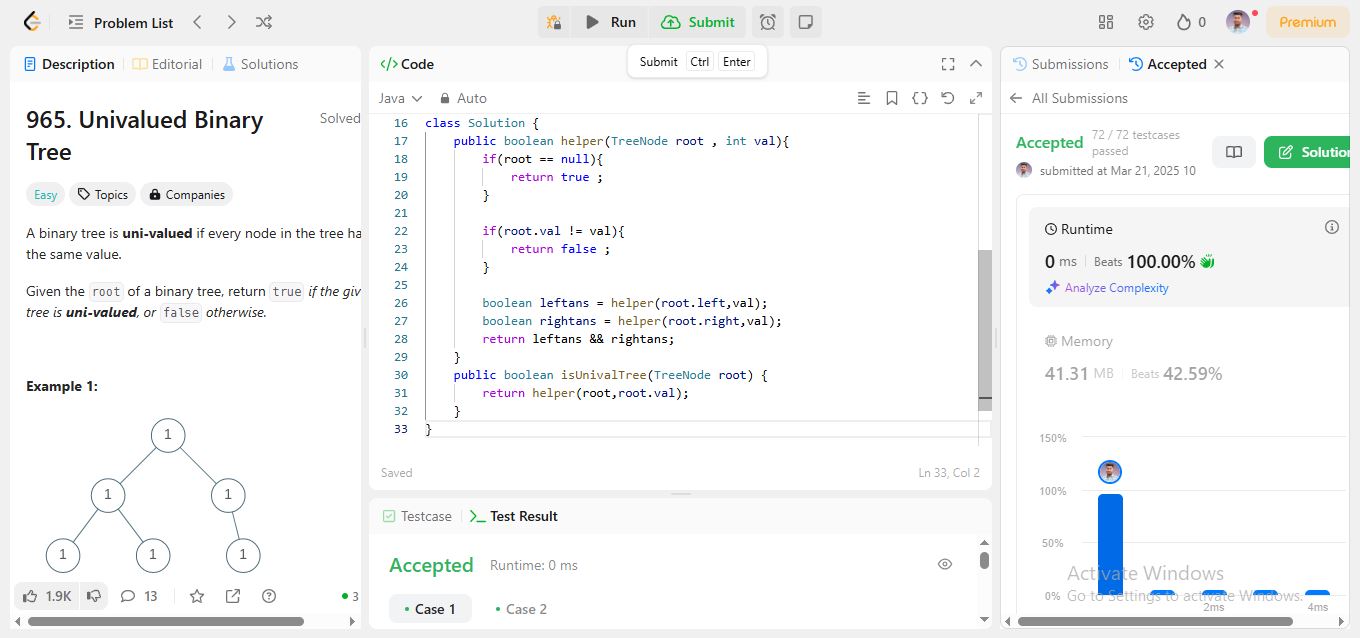 Problem List
Run
Submit
0
Premium
Submit Ctrl Enter
Description
Editorial
Solutions
965. Univalued Binary
Tree
Solved
Easy
Topics
Companies
A binary tree is uni-valued if every node in the tree ha
the same value.
Given the root of a binary tree, return true if the giv
tree is uni-valued, or false otherwise.
Example 1:
1
1
1
1
1
1
1.9K
13
3
</>Code
Java
Auto
16 class Solution {
17 public boolean helper(TreeNode root , int val){
18 if(root == null){
19 return true ;
20 }
21
22 if(root.val != val){
23 return false ;
24 }
25
26 boolean leftans = helper(root.left,val);
27 boolean rightans = helper(root.right,val);
28 return leftans && rightans;
29 }
30 public boolean isUnivalTree(TreeNode root) {
31 return helper(root,root.val);
32 }
33 }
Saved
Ln 33, Col 2
Testcase
Test Result
Accepted
Runtime: 0 ms
Case 1
Case 2
Submissions
Accepted
All Submissions
Accepted
72 / 72 testcases
passed
submitted at Mar 21, 2025 10
Solution
Runtime
0 ms
Beats 100.00%
Analyze Complexity
Memory
41.31 MB
Beats 42.59%
150%
100%
50%
0%
2ms
4ms
Activate Windows
Go to Settings to activate Windows.